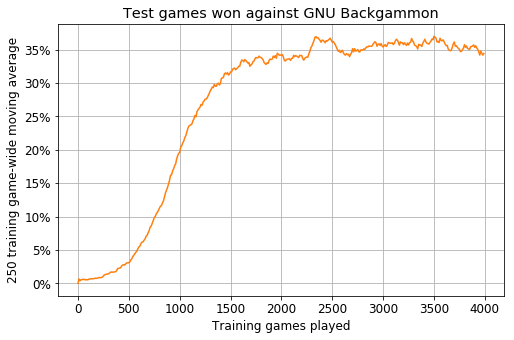 Test games won against GNU Backgammon
250 training game-wide moving average
35%
30%
25%
20%
15%
10%
5%
0%
0 500 1000 1500 2000 2500 3000 3500 4000
Training games played